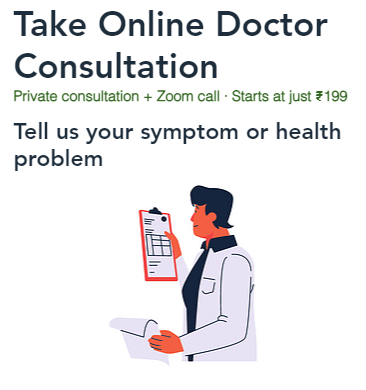 Take Online Doctor
Consultation
Private consultation + Zoom call · Starts at just ₹199
Tell us your symptom or health
problem